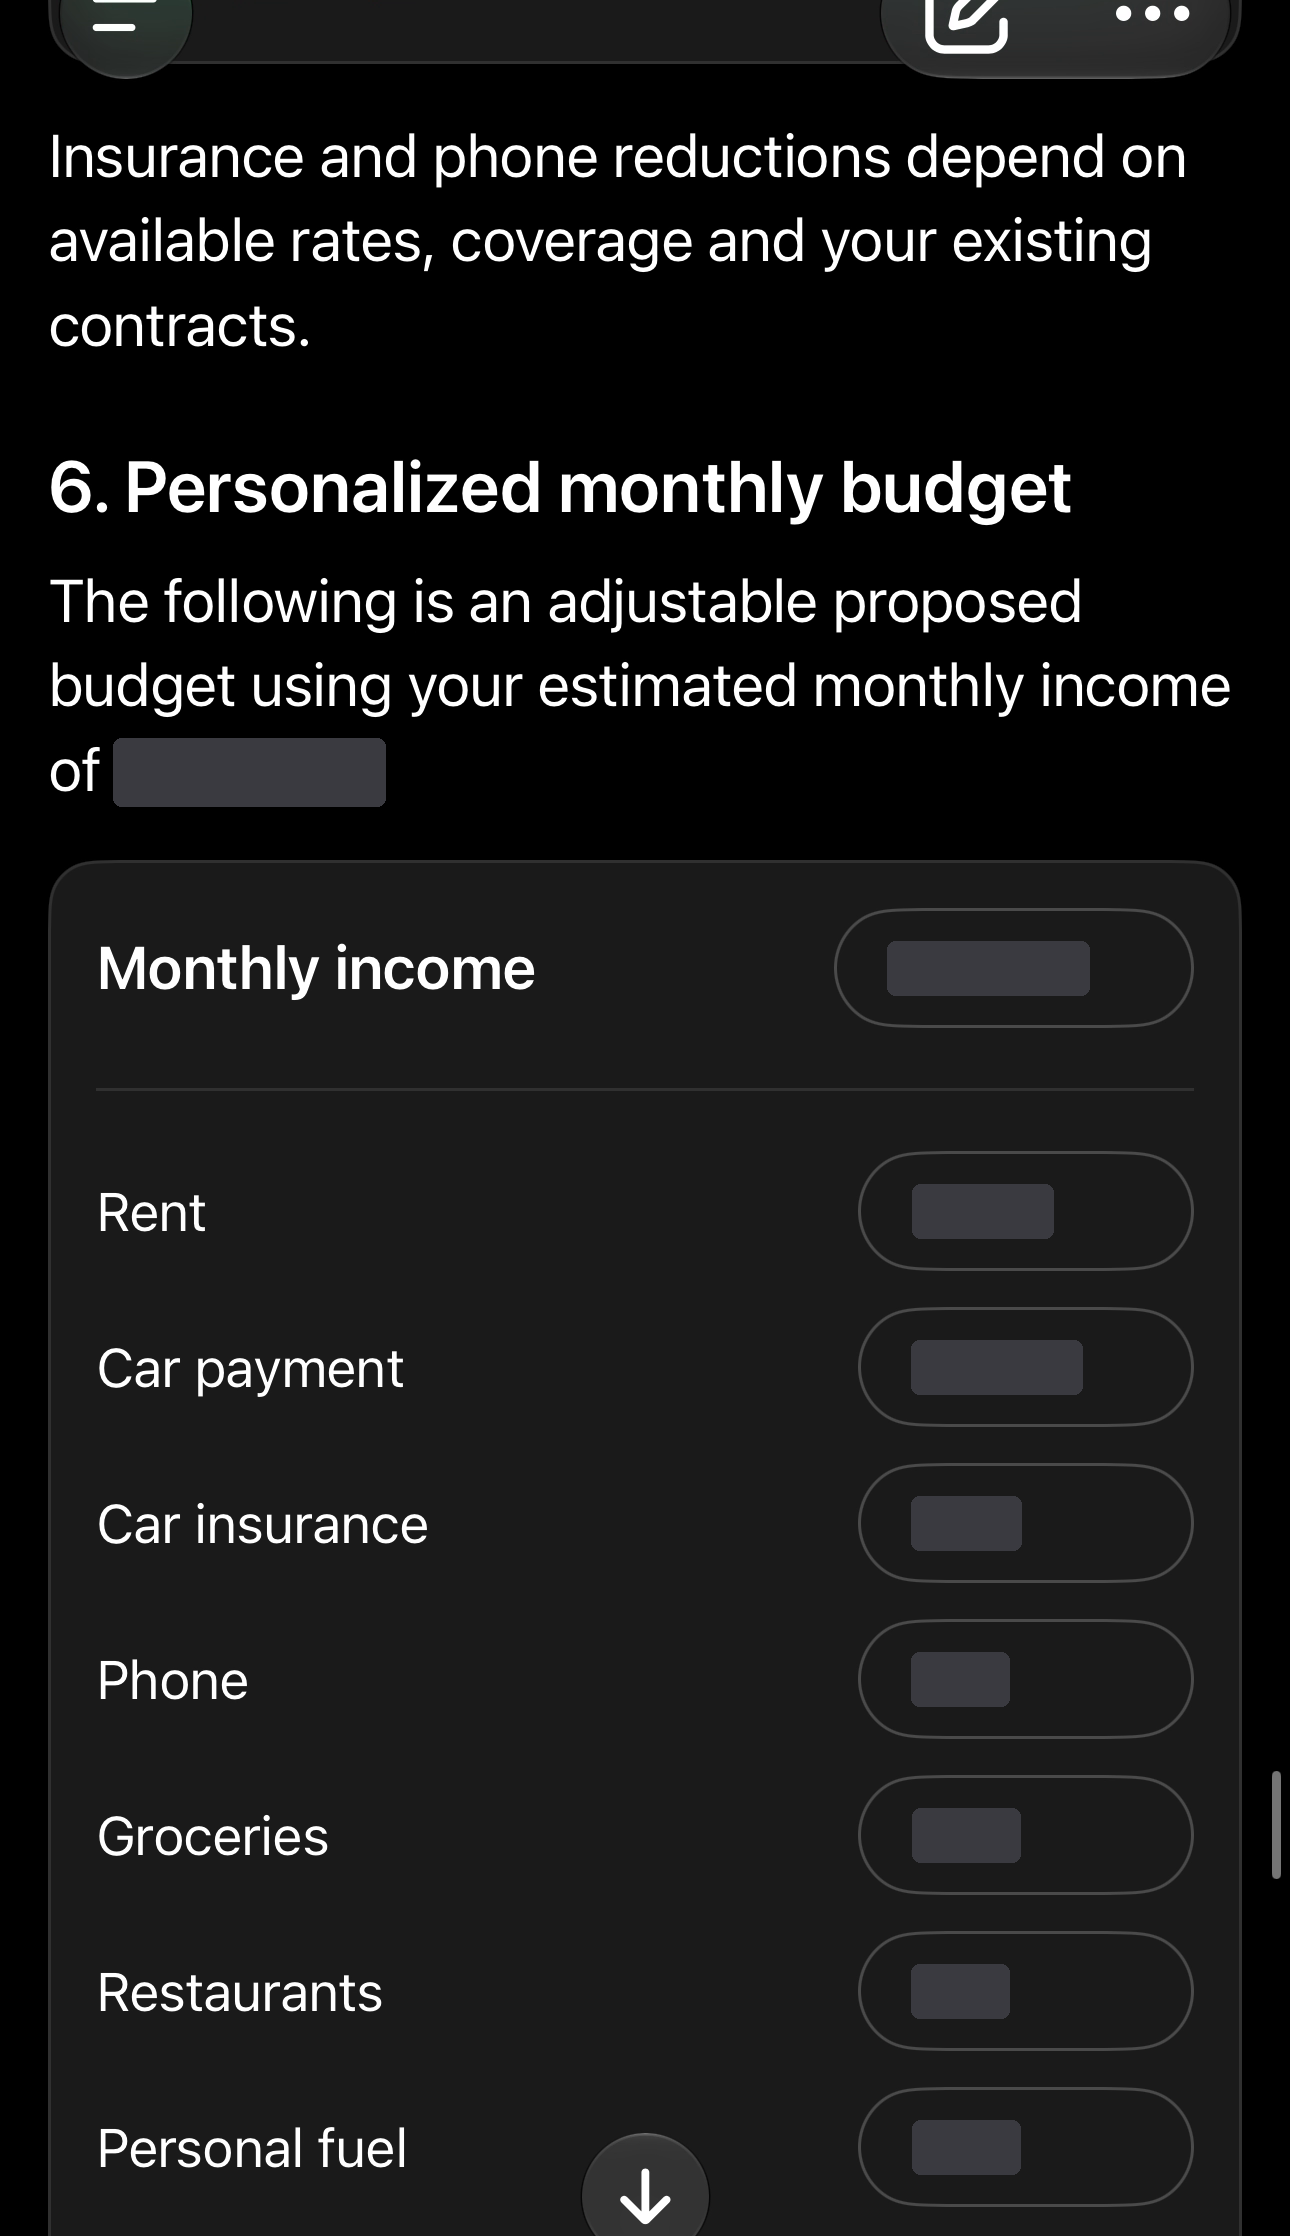 Insurance and phone reductions depend on
available rates, coverage and your existing
contracts.
6. Personalized monthly budget
The following is an adjustable proposed
budget using your estimated monthly income
of
Monthly income
Rent
Car payment
Car insurance
Phone
Groceries
Restaurants
Personal fuel